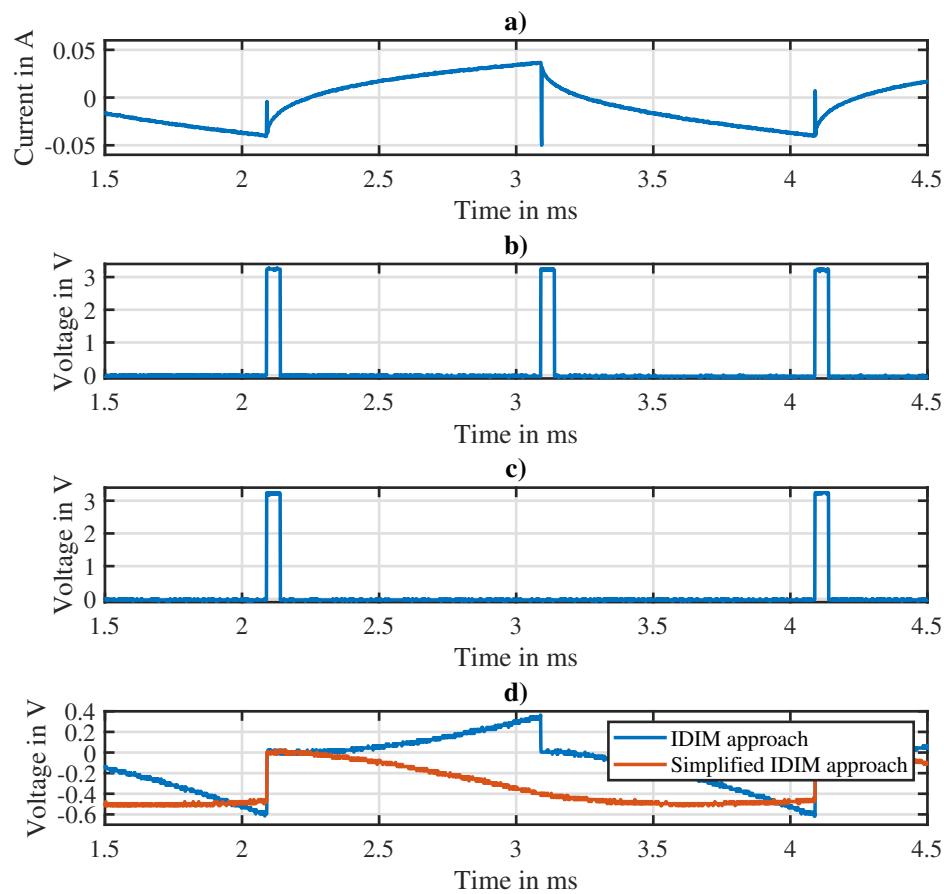 a)
Current in A
0.05
0
-0.05
1.5 2 2.5 3 3.5 4 4.5
Time in ms
b)
Voltage in V
3
2
1
0
1.5 2 2.5 3 3.5 4 4.5
Time in ms
c)
Voltage in V
3
2
1
0
1.5 2 2.5 3 3.5 4 4.5
Time in ms
d)
Voltage in V
0.4
0.2
0
-0.2
-0.4
-0.6
IDIM approach
Simplified IDIM approach
1.5 2 2.5 3 3.5 4 4.5
Time in ms